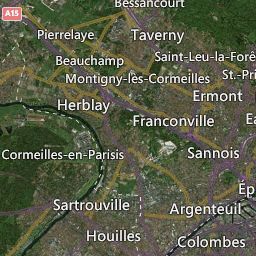 Bessancourt
A15
Pierrelaye
Taverny
Saint-Leu-la-Forê
Beauchamp
Montigny-lès-Cormeilles
St.-Pri
Ermont
Herblay
Franconville
Ea
Cormeilles-en-Parisis
Sannois
Ép
Sartrouville
Argenteuil
Houilles
Colombes